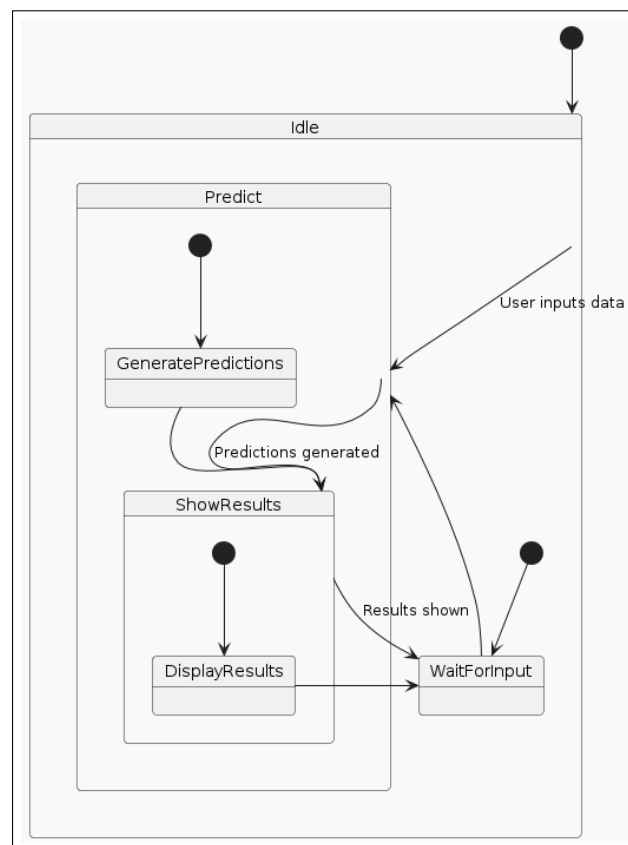 Idle
Predict
User inputs data
GeneratePredictions
Predictions generated
ShowResults
Results shown
DisplayResults
WaitForInput